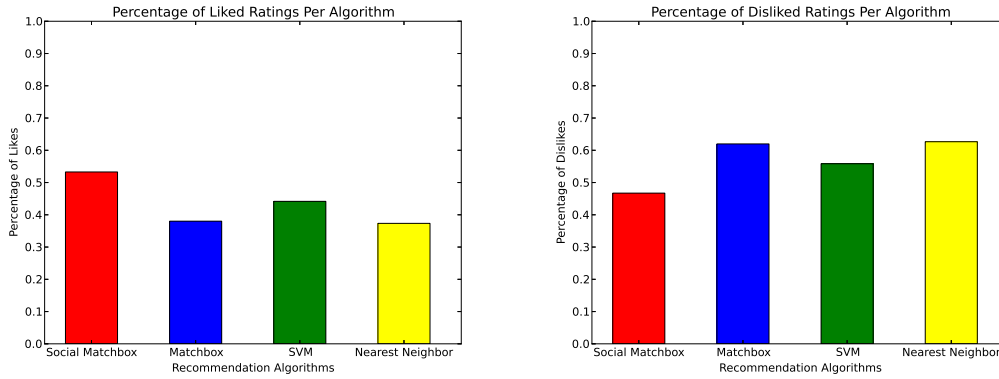 Percentage of Liked Ratings Per Algorithm
1.0
0.9
0.8
0.7
0.6
0.5
0.4
0.3
0.2
0.1
0.0
Percentage of Likes
Social Matchbox Matchbox SVM Nearest Neighbor
Recommendation Algorithms
Percentage of Disliked Ratings Per Algorithm
1.0
0.9
0.8
0.7
0.6
0.5
0.4
0.3
0.2
0.1
0.0
Percentage of Dislikes
Social Matchbox Matchbox SVM Nearest Neighbor
Recommendation Algorithms